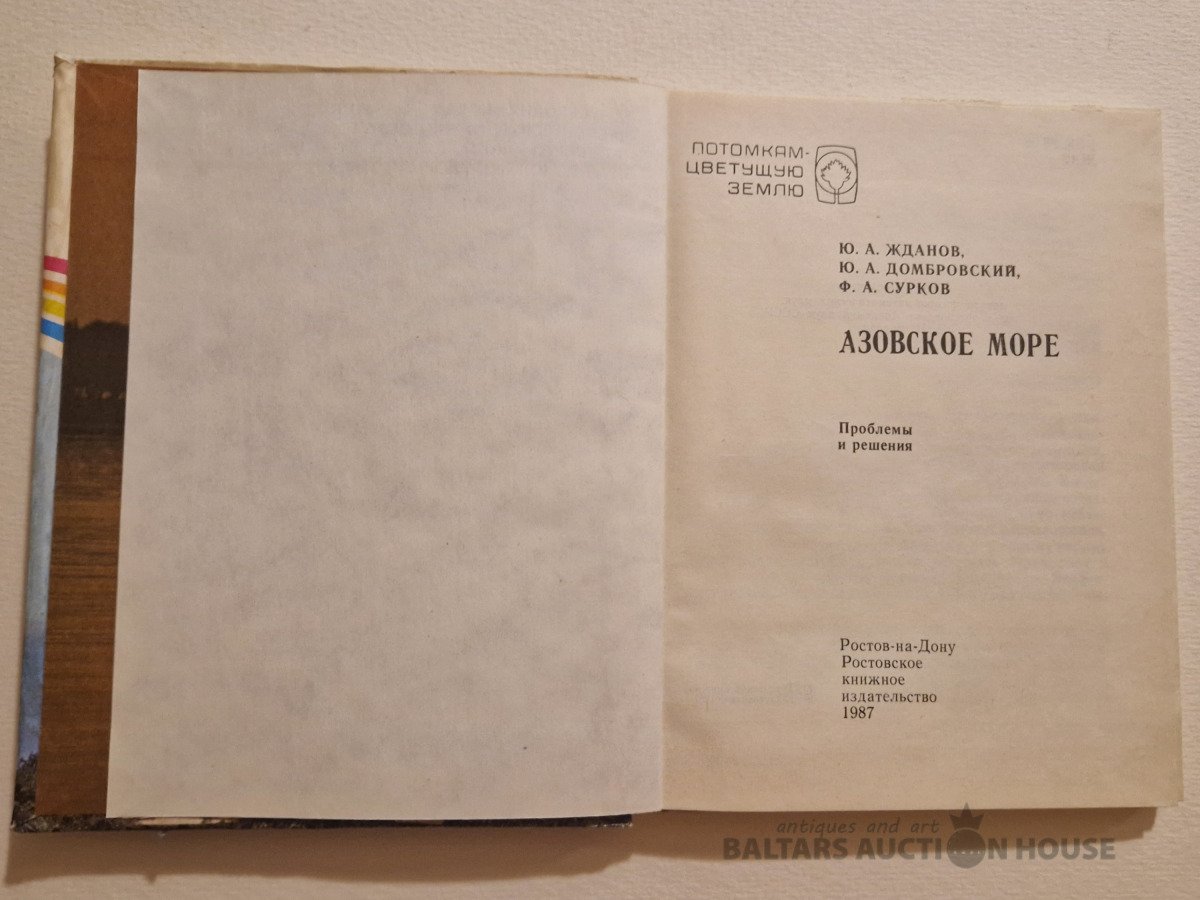 ПОТОМКАМ-
ЦВЕТУЩУЮ
ЗЕМЛЮ
Ю. А. ЖДАНОВ,
Ю. А. ДОМБРОВСКИЙ,
Ф. А. СУРКОВ
АЗОВСКОЕ МОРЕ
Проблемы
и решения
Ростов-на-Дону
Ростовское
книжное
издательство
1987
antiques and art
BALTARS AUCTION HOUSE